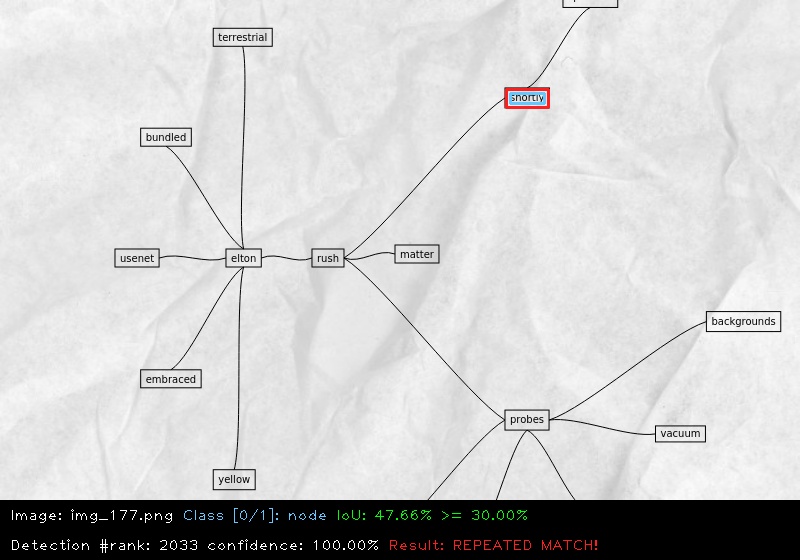 terrestrial
shortly
bundled
usenet
elton
rush
matter
backgrounds
embraced
probes
vacuum
yellow
Image: img_177.png Class [0/1]: node IoU: 47.66% >= 30.00%
Detection #rank: 2033 confidence: 100.00% Result: REPEATED MATCH!